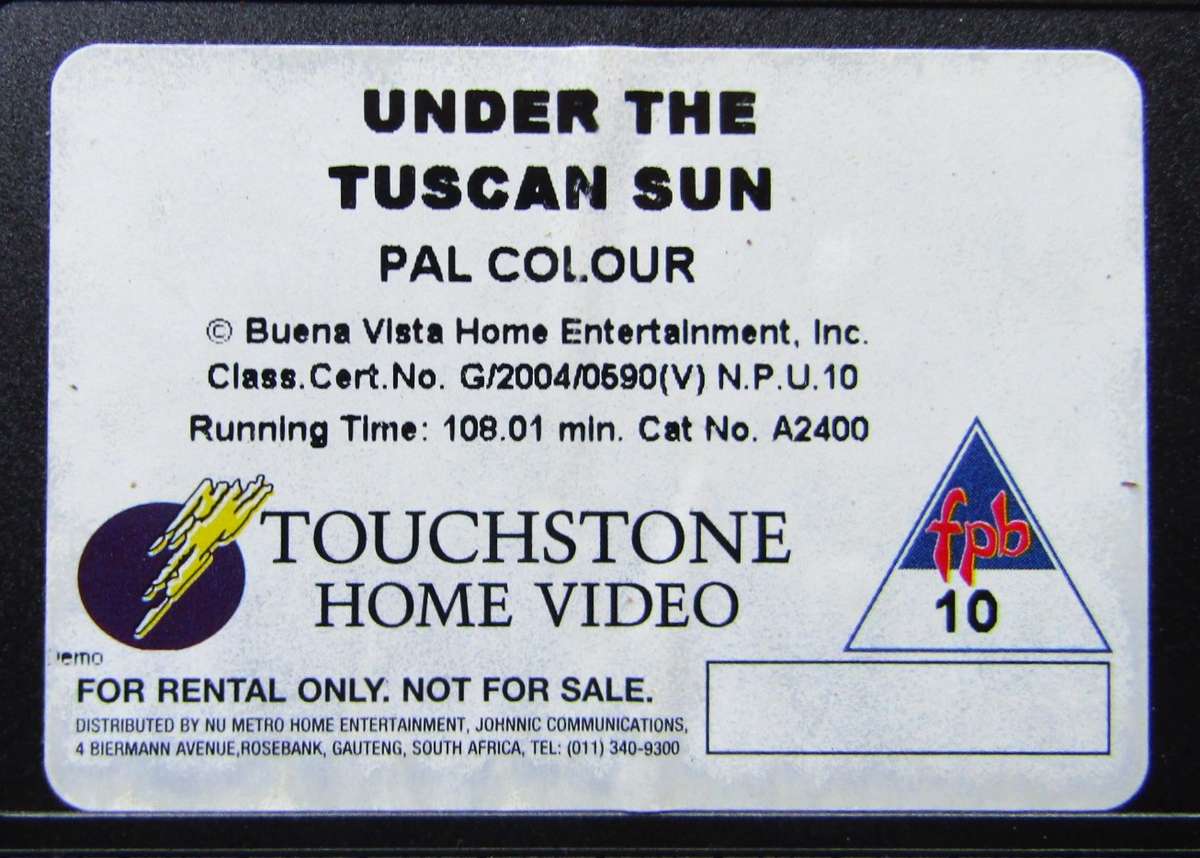 UNDER THE
TUSCAN SUN
PAL COLOUR
© Buena Vista Home Entertainment, Inc.
Class.Cert.No. G/2004/0590(V) N.P.U.10
Running Time: 108.01 min. Cat No. A2400
TOUCHSTONE
HOME VIDEO
fpb
10
FOR RENTAL ONLY. NOT FOR SALE.
DISTRIBUTED BY NU METRO HOME ENTERTAINMENT, JOHNNIC COMMUNICATIONS,
4 BIERMANN AVENUE,ROSEBANK, GAUTENG, SOUTH AFRICA, TEL: (011) 340-9300